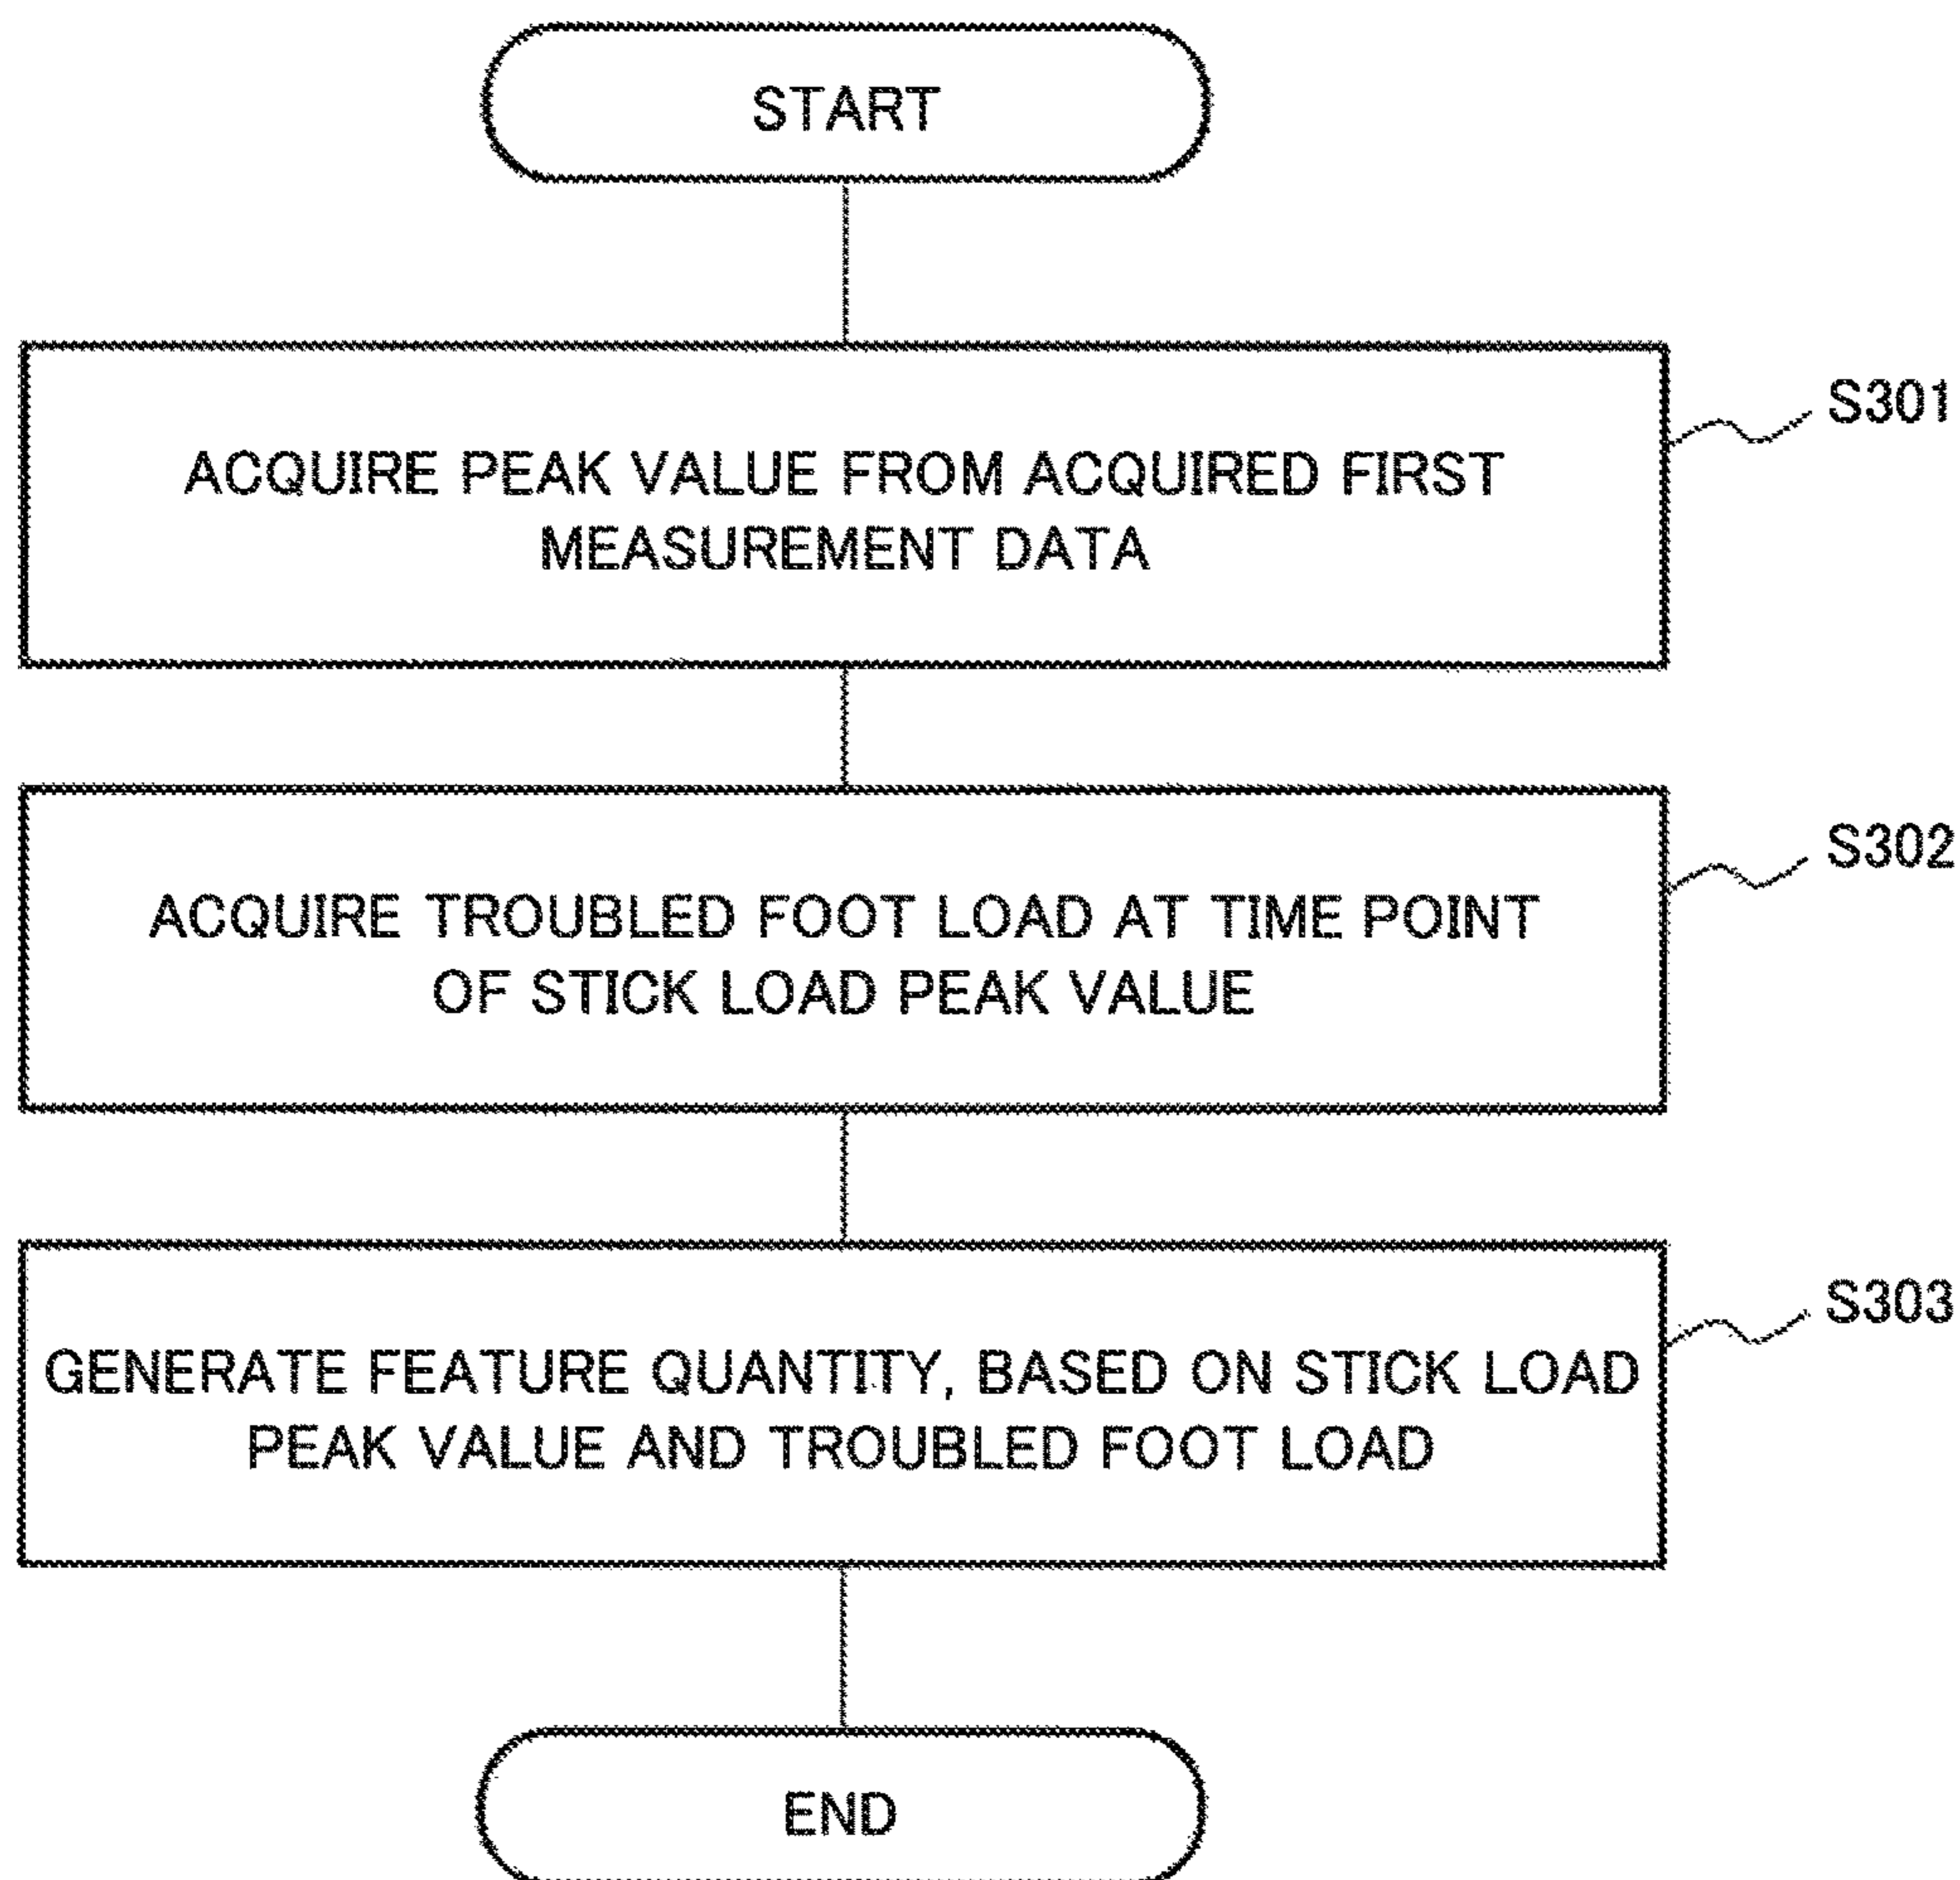 START
ACQUIRE PEAK VALUE FROM ACQUIRED FIRST
MEASUREMENT DATA
S301
ACQUIRE TROUBLED FOOT LOAD AT TIME POINT
OF STICK LOAD PEAK VALUE
S302
GENERATE FEATURE QUANTITY, BASED ON STICK LOAD
PEAK VALUE AND TROUBLED FOOT LOAD
S303
END